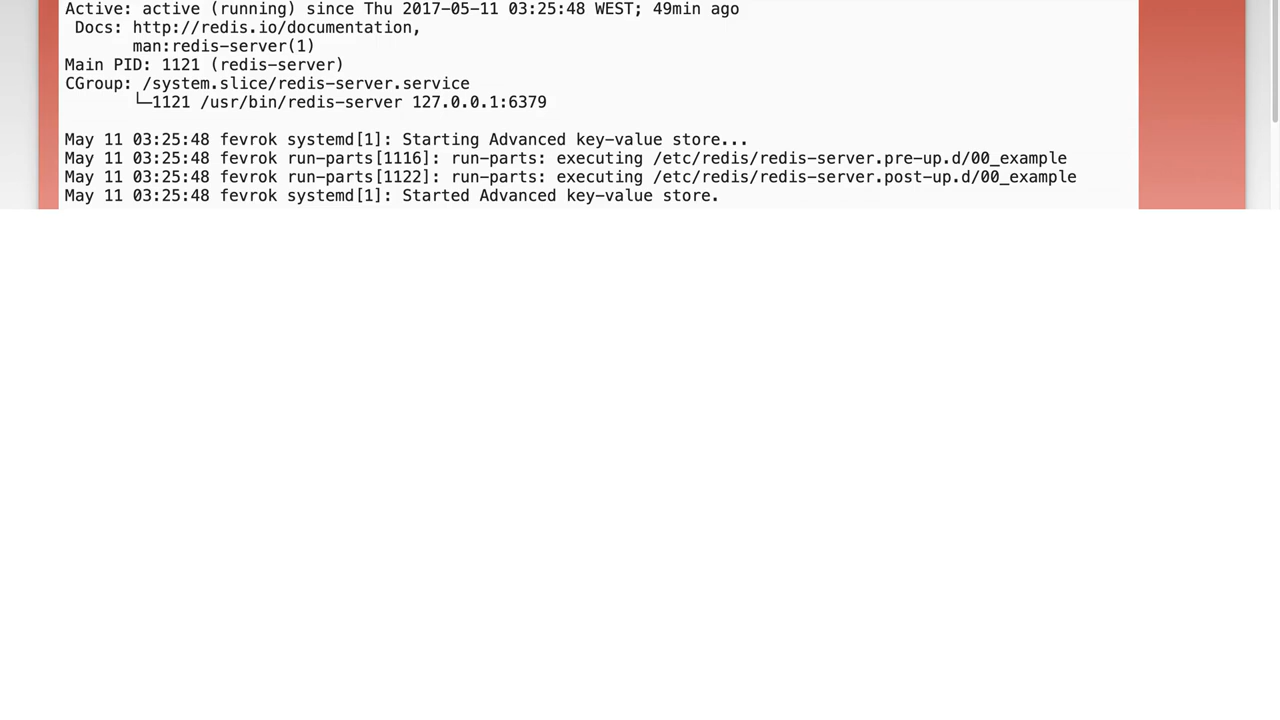 Active: active (running) since Thu 2017-05-11 03:25:48 WEST; 49min ago
Docs: http://redis.io/documentation,
man:redis-server(1)
Main PID: 1121 (redis-server)
CGroup: /system.slice/redis-server.service
└─1121 /usr/bin/redis-server 127.0.0.1:6379
May 11 03:25:48 fevrok systemd[1]: Starting Advanced key-value store...
May 11 03:25:48 fevrok run-parts[1116]: run-parts: executing /etc/redis/redis-server.pre-up.d/00_example
May 11 03:25:48 fevrok run-parts[1122]: run-parts: executing /etc/redis/redis-server.post-up.d/00_example
May 11 03:25:48 fevrok systemd[1]: Started Advanced key-value store.